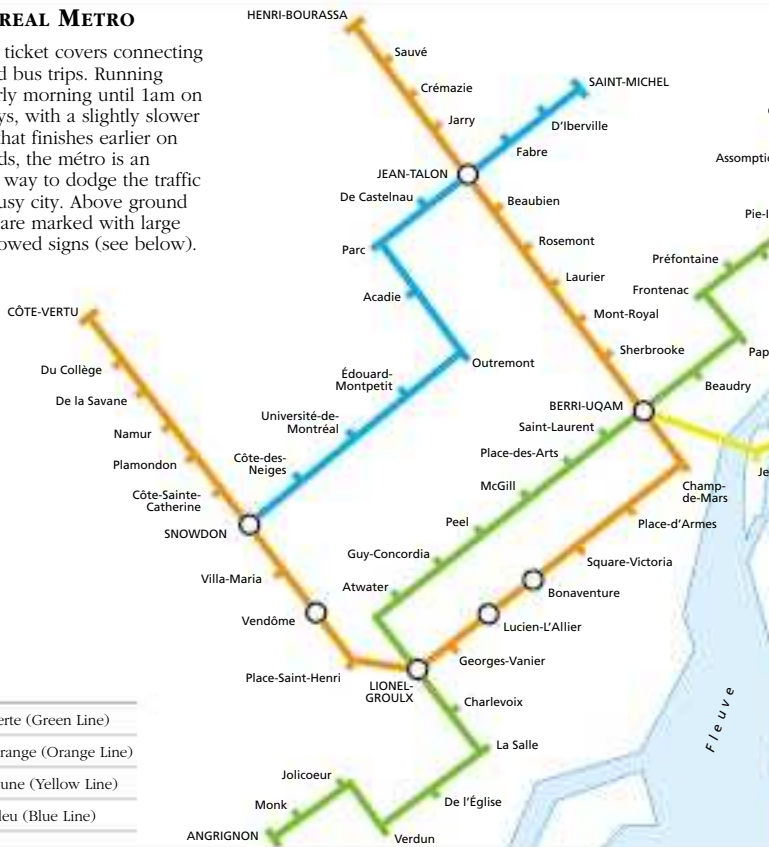 REAL METRO
ticket covers connecting
d bus trips. Running
rly morning until 1am on
ys, with a slightly slower
hat finishes earlier on
ds, the métro is an
way to dodge the traffic
usy city. Above ground
are marked with large
owed signs (see below).
HENRI-BOURASSA
Sauvé
Crémazie
Jarry
SAINT-MICHEL
D'Iberville
Fabre
JEAN-TALON
De Castelnau
Parc
Acadie
Outremont
Édouard-
Montpetit
Université-de-
Montréal
Côte-des-
Neiges
Beaubien
Rosemont
Laurier
Mont-Royal
Sherbrooke
BERRI-UQAM
Assomptio
Pie-I
Préfontaine
Frontenac
Pap
Beaudry
CÔTE-VERTU
Du Collège
De la Savane
Namur
Plamondon
Côte-Sainte-
Catherine
SNOWDON
Villa-Maria
Vendôme
Place-Saint-Henri
LIONEL-
GROULX
Saint-Laurent
Place-des-Arts
McGill
Peel
Guy-Concordia
Atwater
Je
Champ-
de-Mars
Place-d'Armes
Square-Victoria
Bonaventure
Lucien-L'Allier
Georges-Vanier
Charlevoix
La Salle
De l'Église
Verdun
Jolicoeur
Monk
ANGRIGNON
Fleuve
erte (Green Line)
range (Orange Line)
une (Yellow Line)
leu (Blue Line)